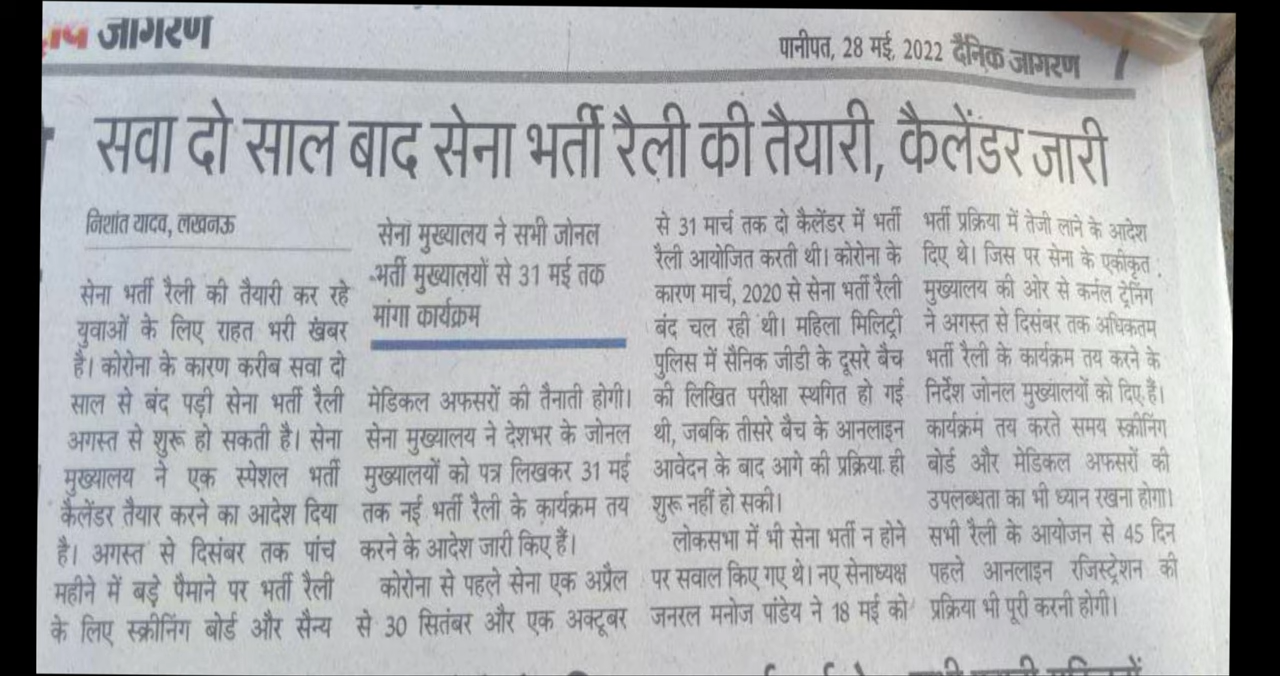 जागरण
पानीपत, 28 मई, 2022 दैनिक जागरण 7
सवा दो साल बाद सेना भर्ती रैली की तैयारी, कैलेंडर जारी
निशांत यादव, लखनऊ
सेना भर्ती रैली की तैयारी कर रहे
युवाओं के लिए राहत भरी खबर
है। कोरोना के कारण करीब सवा दो
साल से बंद पड़ी सेना भर्ती रैली
अगस्त से शुरू हो सकती है। सेना
मुख्यालय ने एक स्पेशल भर्ती
कैलेंडर तैयार करने का आदेश दिया
है। अगस्त से दिसंबर तक पांच
महीने में बड़े पैमाने पर भर्ती रैली
के लिए स्क्रीनिंग बोर्ड और सैन्य
सेना मुख्यालय ने सभी जोनल
भर्ती मुख्यालयों से 31 मई तक
मांगा कार्यक्रम
मेडिकल अफसरों की तैनाती होगी।
सेना मुख्यालय ने देशभर के जोनल
मुख्यालयों को पत्र लिखकर 31 मई
तक नई भर्ती रैली के कार्यक्रम तय
करने के आदेश जारी किए हैं।
कोरोना से पहले सेना एक अप्रैल
से 30 सितंबर और एक अक्टूबर
से 31 मार्च तक दो कैलेंडर में भर्ती
रैली आयोजित करती थी। कोरोना के
कारण मार्च, 2020 से सेना भर्ती रैली
बंद चल रही थी। महिला मिलिट्री
पुलिस में सैनिक जीडी के दूसरे बैच
की लिखित परीक्षा स्थगित हो गई
थी, जबकि तीसरे बैच के आनलाइन
आवेदन के बाद आगे की प्रक्रिया ही
शुरू नहीं हो सकी।
लोकसभा में भी सेना भर्ती न होने
पर सवाल किए गए थे। नए सेनाध्यक्ष
जनरल मनोज पांडेय ने 18 मई को
भर्ती प्रक्रिया में तेजी लाने के आदेश
दिए थे। जिस पर सेना के एकीकृत
मुख्यालय की ओर से कर्नल ट्रेनिंग
ने अगस्त से दिसंबर तक अधिकतम
भर्ती रैली के कार्यक्रम तय करने के
निर्देश जोनल मुख्यालयों को दिए हैं।
कार्यक्रम तय करते समय स्क्रीनिंग
बोर्ड और मेडिकल अफसरों की
उपलब्धता का भी ध्यान रखना होगा।
सभी रैली के आयोजन से 45 दिन
पहले आनलाइन रजिस्ट्रेशन की
प्रक्रिया भी पूरी करनी होगी।